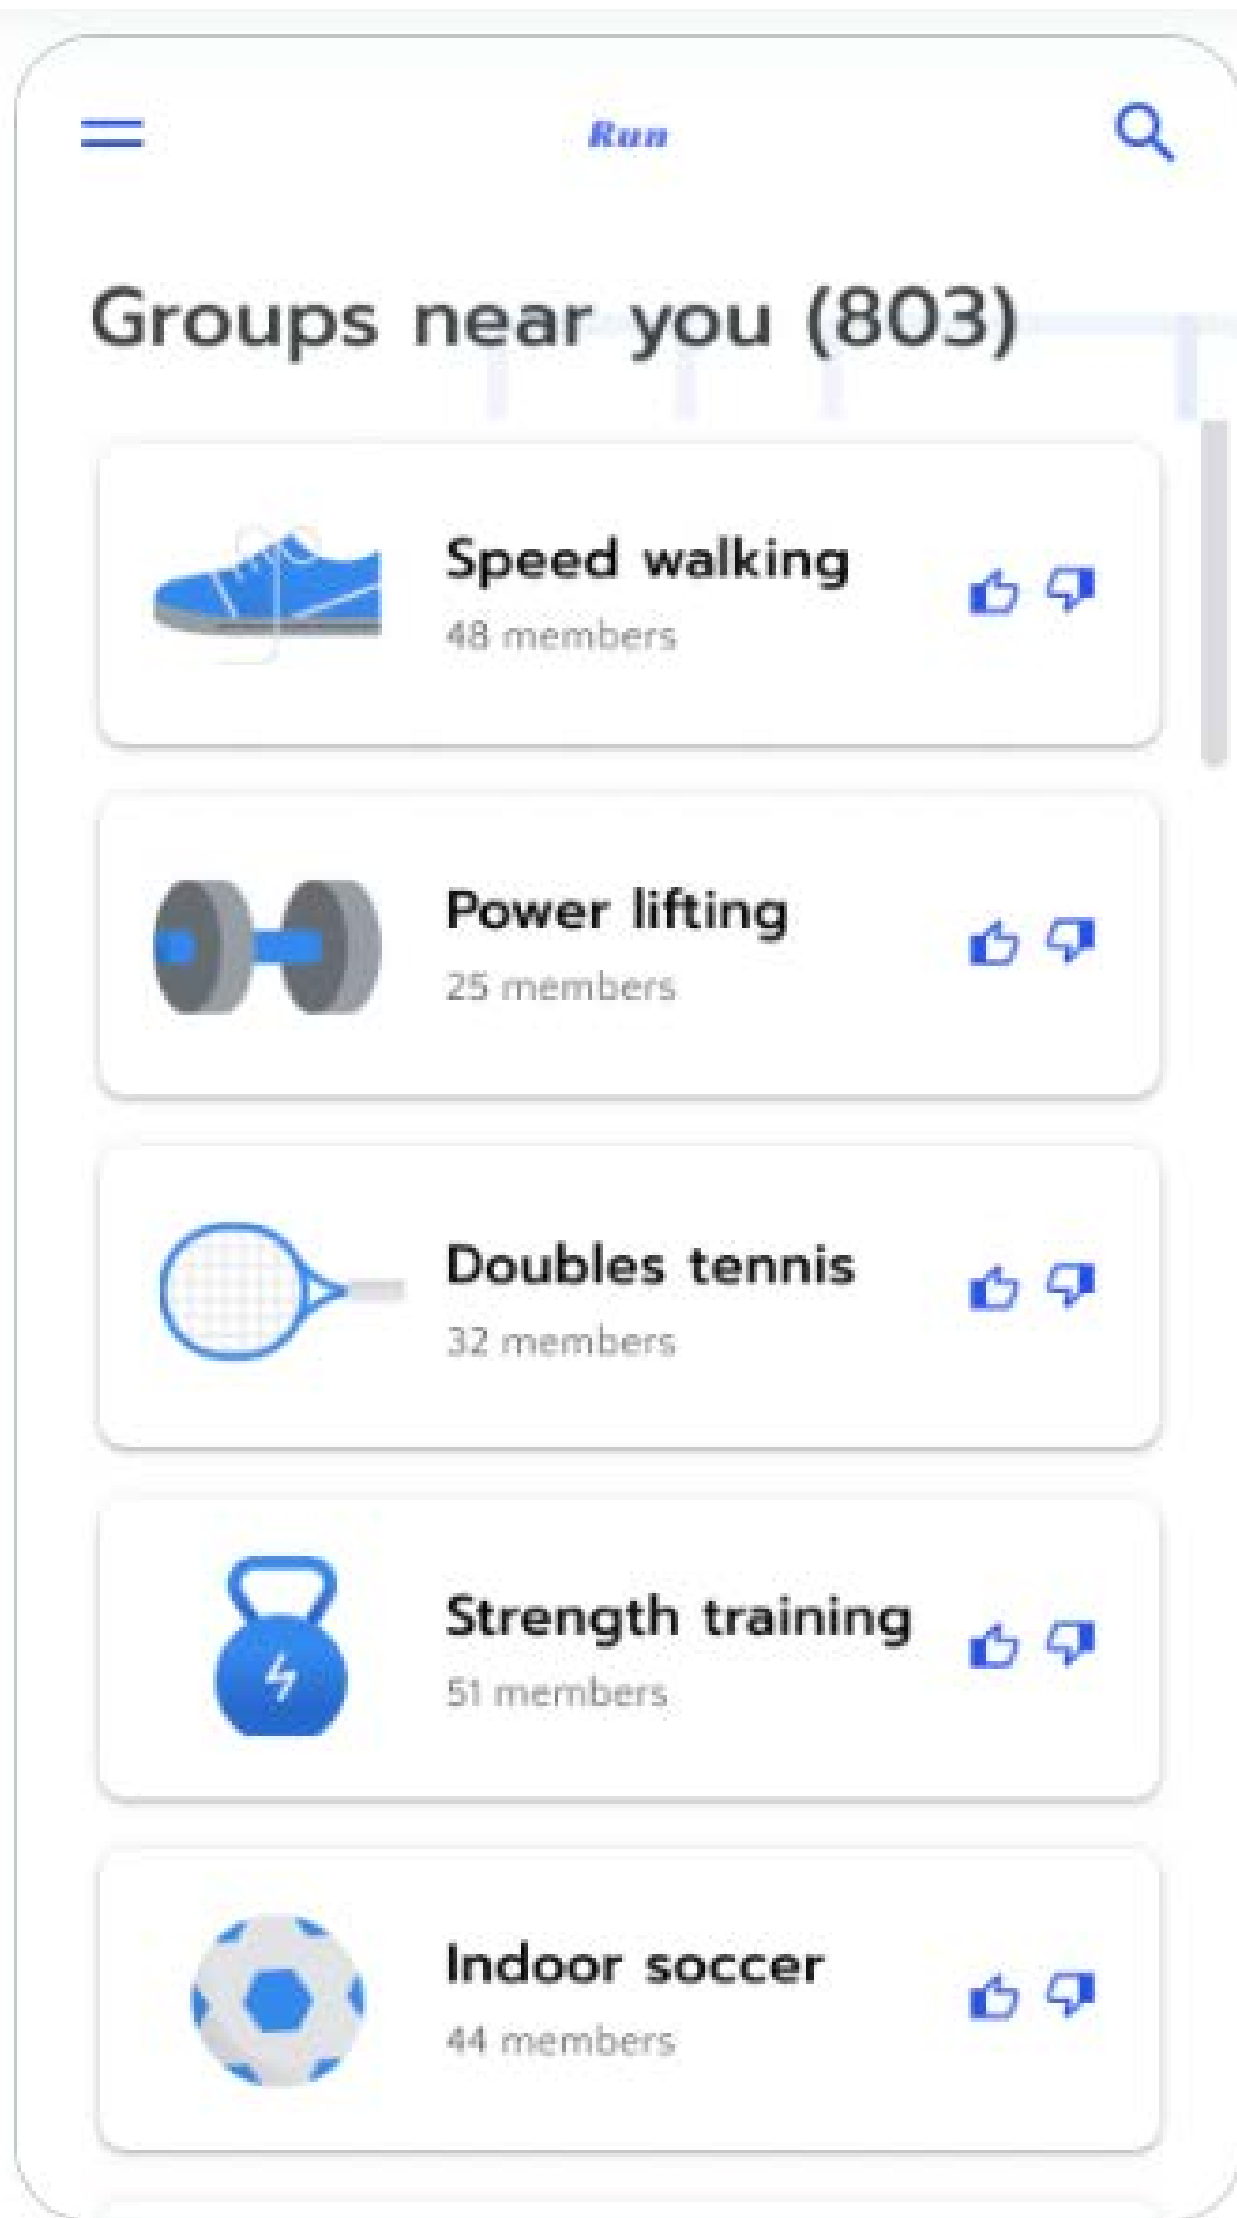 Run
Groups near you (803)
Speed walking
48 members
Power lifting
25 members
Doubles tennis
32 members
Strength training
51 members
Indoor soccer
44 members